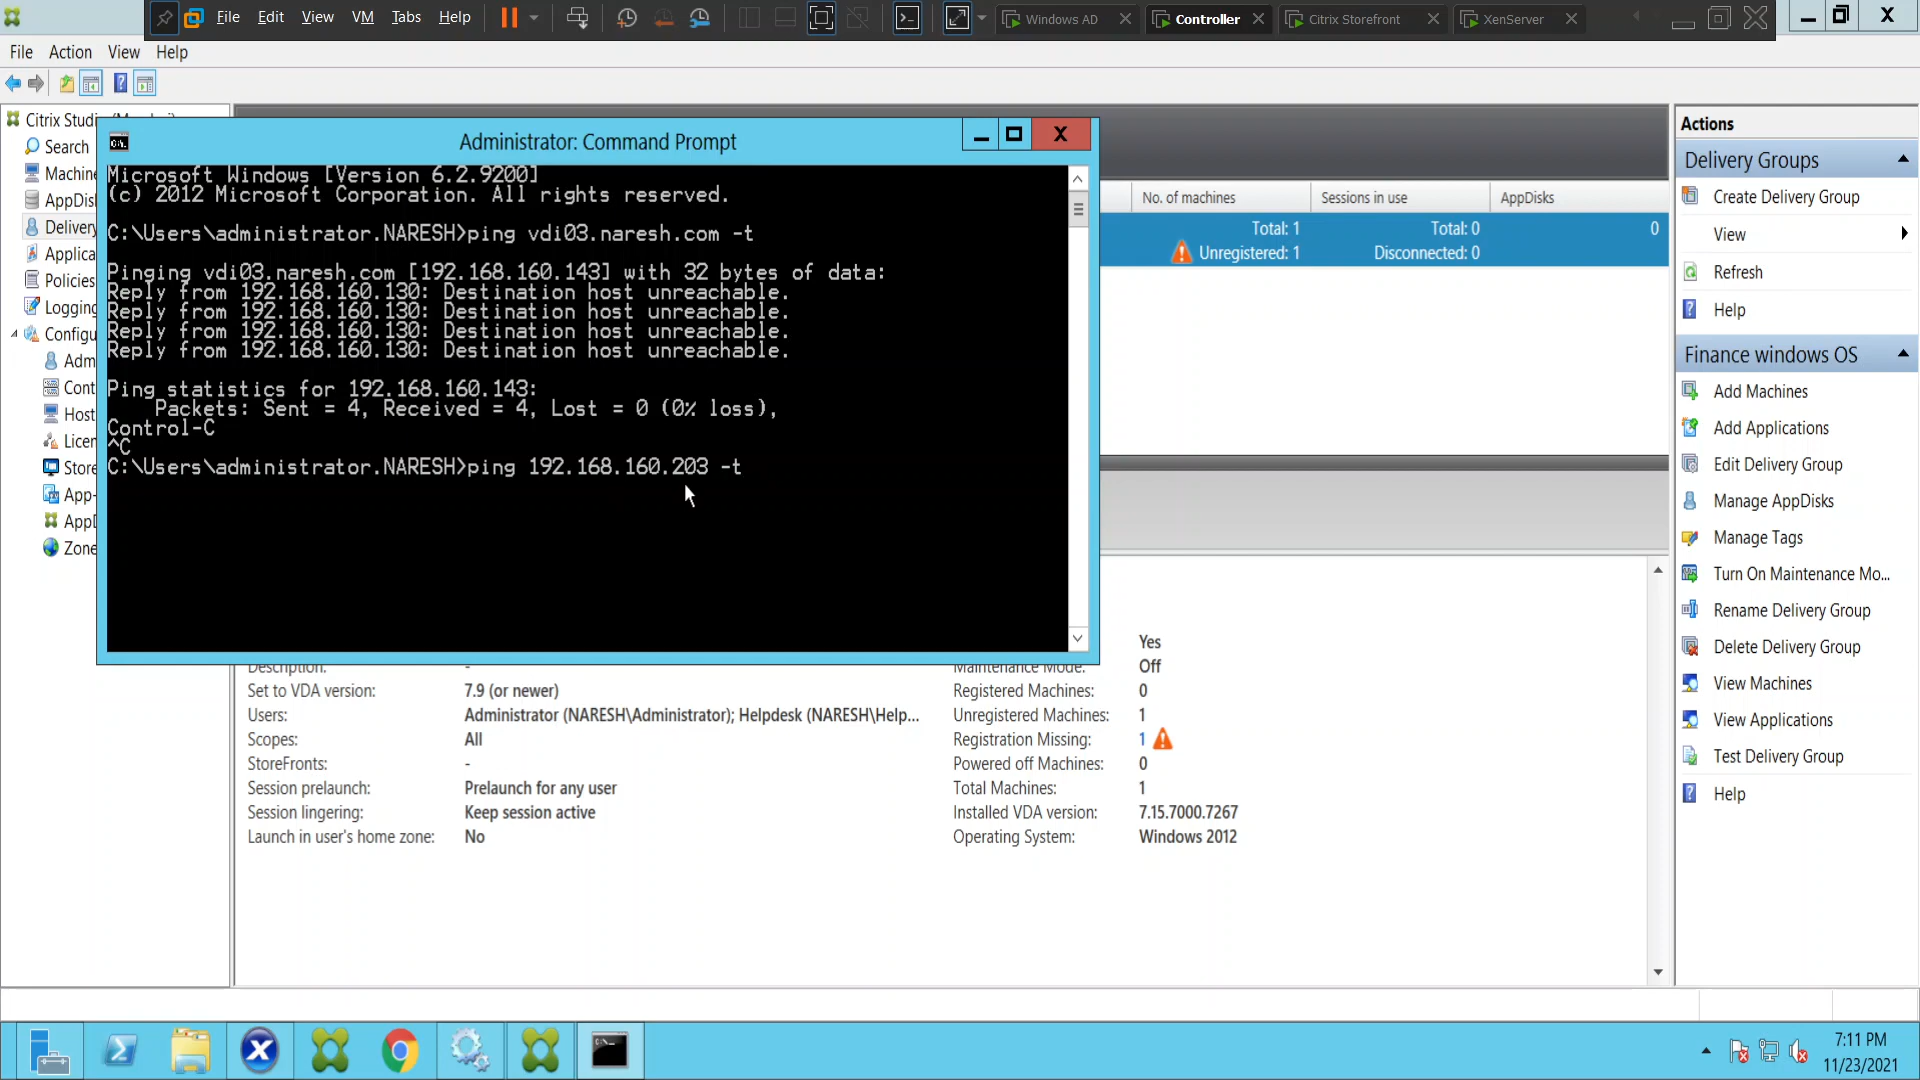 File Edit View VM Tabs Help
Windows AD
Controller
Citrix Storefront
XenServer
File Action View Help
Citrix Studi
Search
Machine
AppDis
Delivery
Applica
Policies
Logging
Configu
Adm
Cont
Host
Licen
Store
App-
AppD
Zone
Administrator: Command Prompt
Microsoft Windows [Version 6.2.9200]
(c) 2012 Microsoft Corporation. All rights reserved.
C:\Users\administrator.NARESH>ping vdi03.naresh.com -t
Pinging vdi03.naresh.com [192.168.160.143] with 32 bytes of data:
Reply from 192.168.160.130: Destination host unreachable.
Reply from 192.168.160.130: Destination host unreachable.
Reply from 192.168.160.130: Destination host unreachable.
Reply from 192.168.160.130: Destination host unreachable.
Ping statistics for 192.168.160.143:
Packets: Sent = 4, Received = 4, Lost = 0 (0% loss),
Control-C
^C
C:\Users\administrator.NARESH>ping 192.168.160.203 -t
No. of machines
Sessions in use
AppDisks
Total: 1
Total: 0
0
Unregistered: 1
Disconnected: 0
Description: -
Set to VDA version: 7.9 (or newer)
Users: Administrator (NARESH\Administrator); Helpdesk (NARESH\Help...
Scopes: All
StoreFronts: -
Session prelaunch: Prelaunch for any user
Session lingering: Keep session active
Launch in user's home zone: No
Yes
Maintenance Mode: Off
Registered Machines: 0
Unregistered Machines: 1
Registration Missing: 1
Powered off Machines: 0
Total Machines: 1
Installed VDA version: 7.15.7000.7267
Operating System: Windows 2012
Actions
Delivery Groups
Create Delivery Group
View
Refresh
Help
Finance windows OS
Add Machines
Add Applications
Edit Delivery Group
Manage AppDisks
Manage Tags
Turn On Maintenance Mo...
Rename Delivery Group
Delete Delivery Group
View Machines
View Applications
Test Delivery Group
Help
7:11 PM
11/23/2021